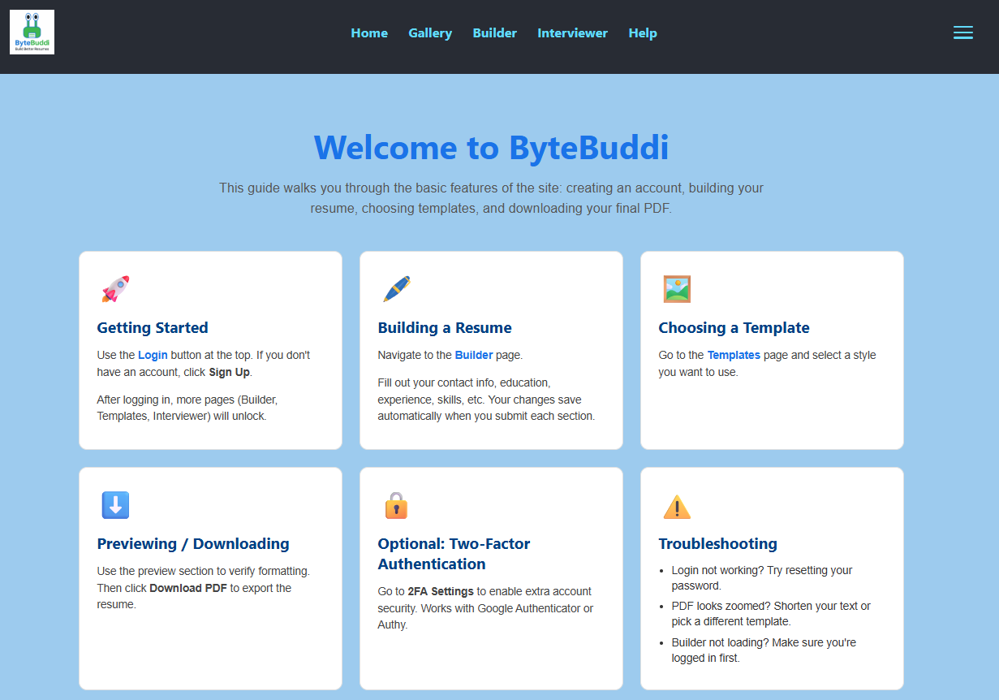 ByteBuddi
Build Better Resumes
Home Gallery Builder Interviewer Help
Welcome to ByteBuddi
This guide walks you through the basic features of the site: creating an account, building your
resume, choosing templates, and downloading your final PDF.
Getting Started
Use the Login button at the top. If you don't
have an account, click Sign Up.
After logging in, more pages (Builder,
Templates, Interviewer) will unlock.
Building a Resume
Navigate to the Builder page.
Fill out your contact info, education,
experience, skills, etc. Your changes save
automatically when you submit each section.
Choosing a Template
Go to the Templates page and select a style
you want to use.
Previewing / Downloading
Use the preview section to verify formatting.
Then click Download PDF to export the
resume.
Optional: Two-Factor
Authentication
Go to 2FA Settings to enable extra account
security. Works with Google Authenticator or
Authy.
Troubleshooting
• Login not working? Try resetting your
password.
• PDF looks zoomed? Shorten your text or
pick a different template.
• Builder not loading? Make sure you're
logged in first.